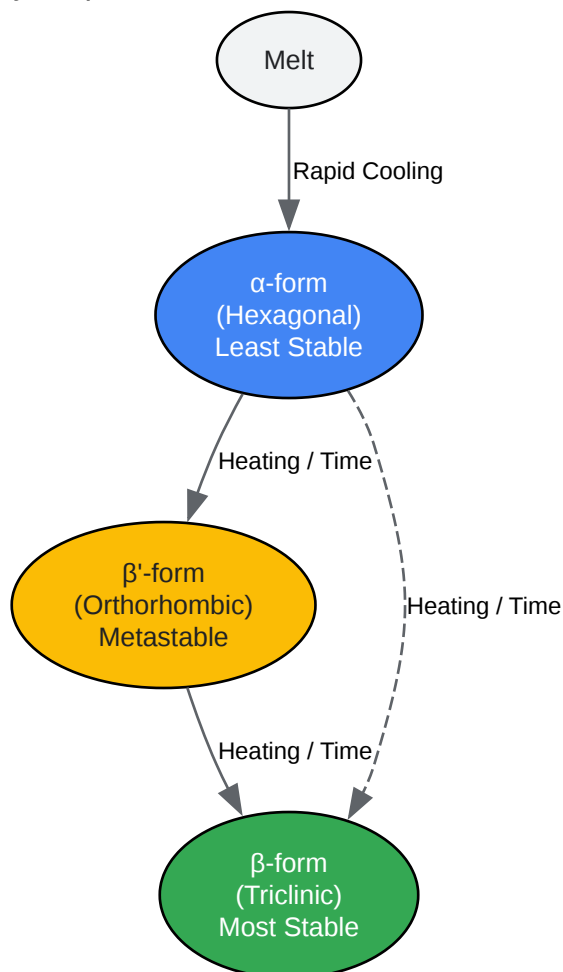 Melt
Rapid Cooling
α-form
(Hexagonal)
Least Stable
Heating / Time
β'-form
(Orthorhombic)
Metastable
Heating / Time
Heating / Time
β-form
(Triclinic)
Most Stable